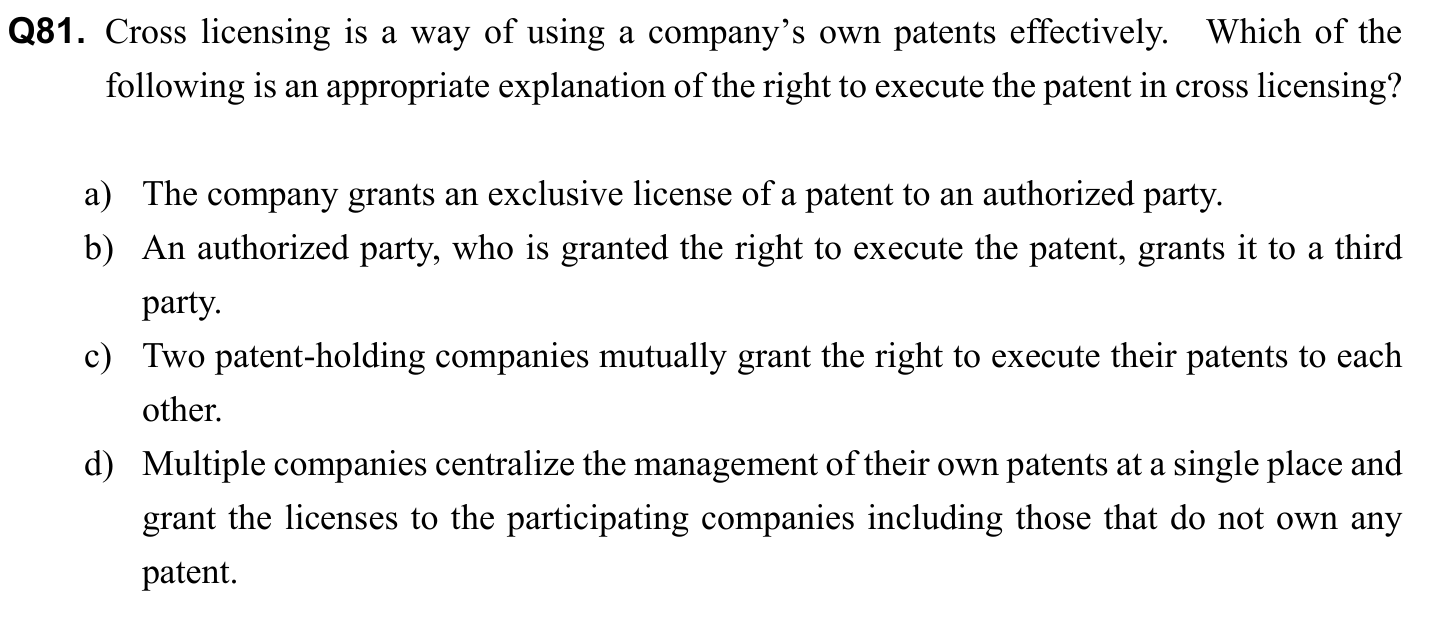 Q81. Cross licensing is a way of using a company’s own patents effectively. Which of the
following is an appropriate explanation of the right to execute the patent in cross licensing?
a) The company grants an exclusive license of a patent to an authorized party.
b) An authorized party, who is granted the right to execute the patent, grants it to a third
party.
c) Two patent-holding companies mutually grant the right to execute their patents to each
other.
d) Multiple companies centralize the management of their own patents at a single place and
grant the licenses to the participating companies including those that do not own any
patent.